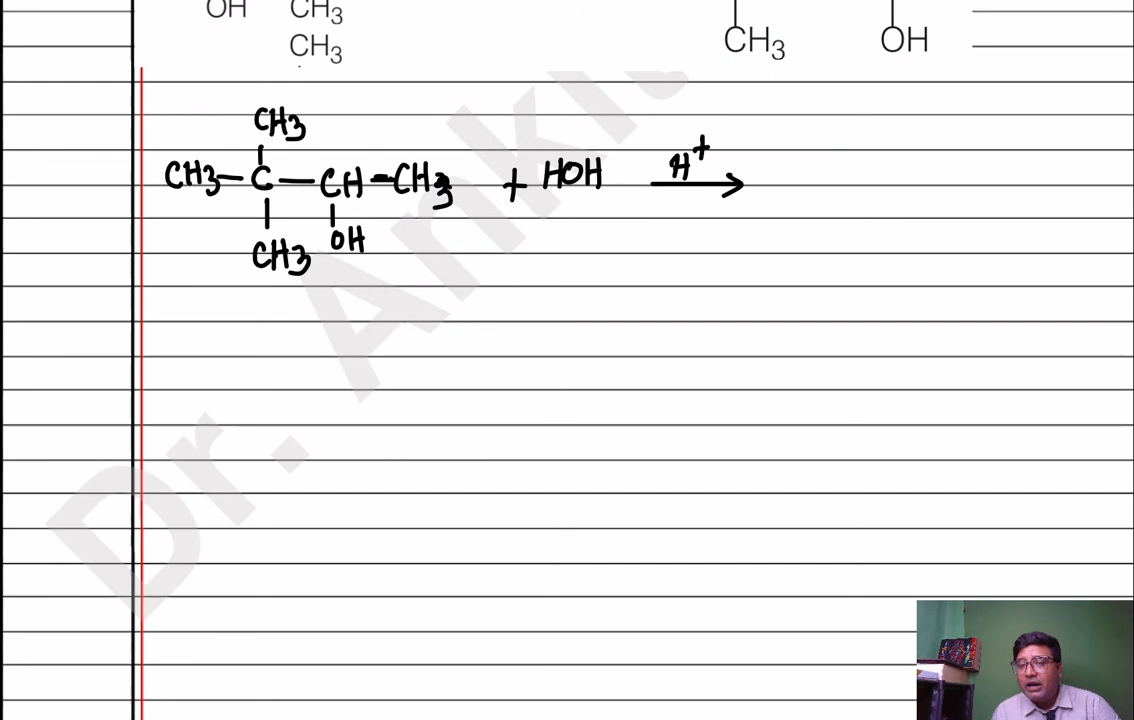 OH CH3 CH3 OH
CH3
CH3
CH3–C–CH–CH3 + HOH H+ →
CH3 OH
Dr. Ankit